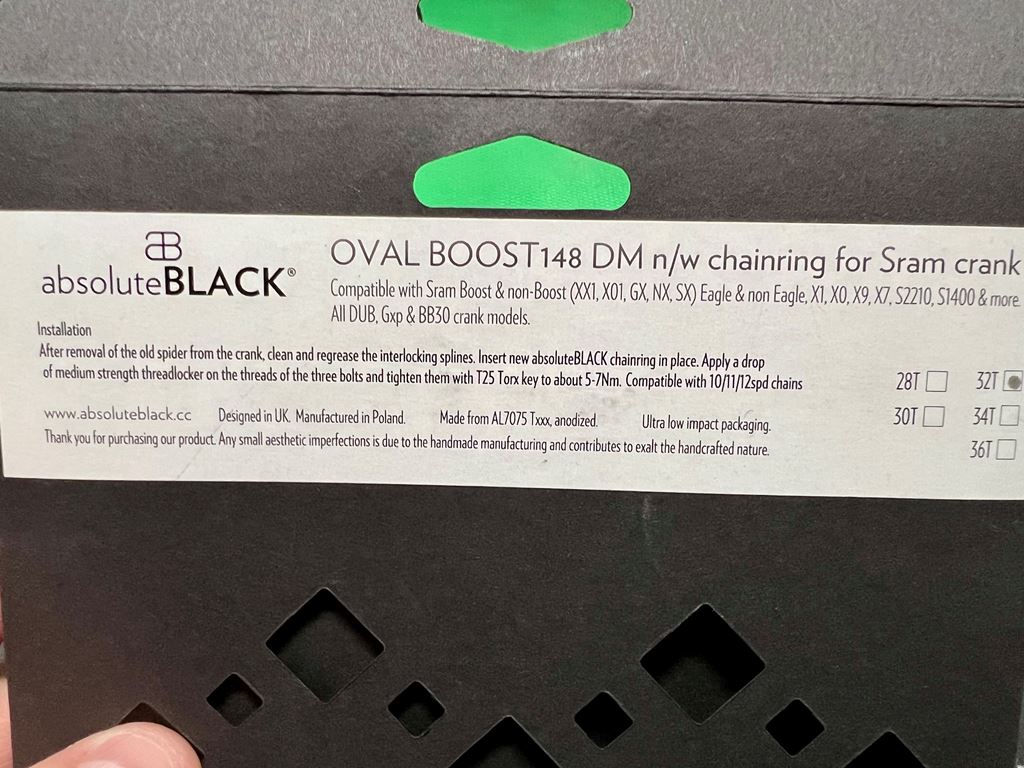 AB
absoluteBLACK®
OVAL BOOST148 DM n/w chainring for Sram crank
Compatible with Sram Boost & non-Boost (XX1, X01, GX, NX, SX) Eagle & non Eagle, X1, X0, X9, X7, S2210, S1400 & more.
All DUB, Gxp & BB30 crank models.
Installation
After removal of the old spider from the crank, clean and regrease the interlocking splines. Insert new absoluteBLACK chainring in place. Apply a drop
of medium strength threadlocker on the threads of the three bolts and tighten them with T25 Torx key to about 5-7Nm. Compatible with 10/11/12spd chains
28T 32T
30T 34T
36T
www.absoluteblack.cc Designed in UK. Manufactured in Poland. Made from AL7075 Txxx, anodized. Ultra low impact packaging.
Thank you for purchasing our product. Any small aesthetic imperfections is due to the handmade manufacturing and contributes to exalt the handcrafted nature.